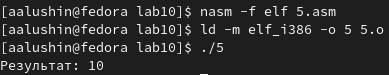 [aalushin@fedora lab10]$ nasm -f elf 5.asm
[aalushin@fedora lab10]$ ld -m elf_i386 -o 5 5.o
[aalushin@fedora lab10]$ ./5
Результат: 10